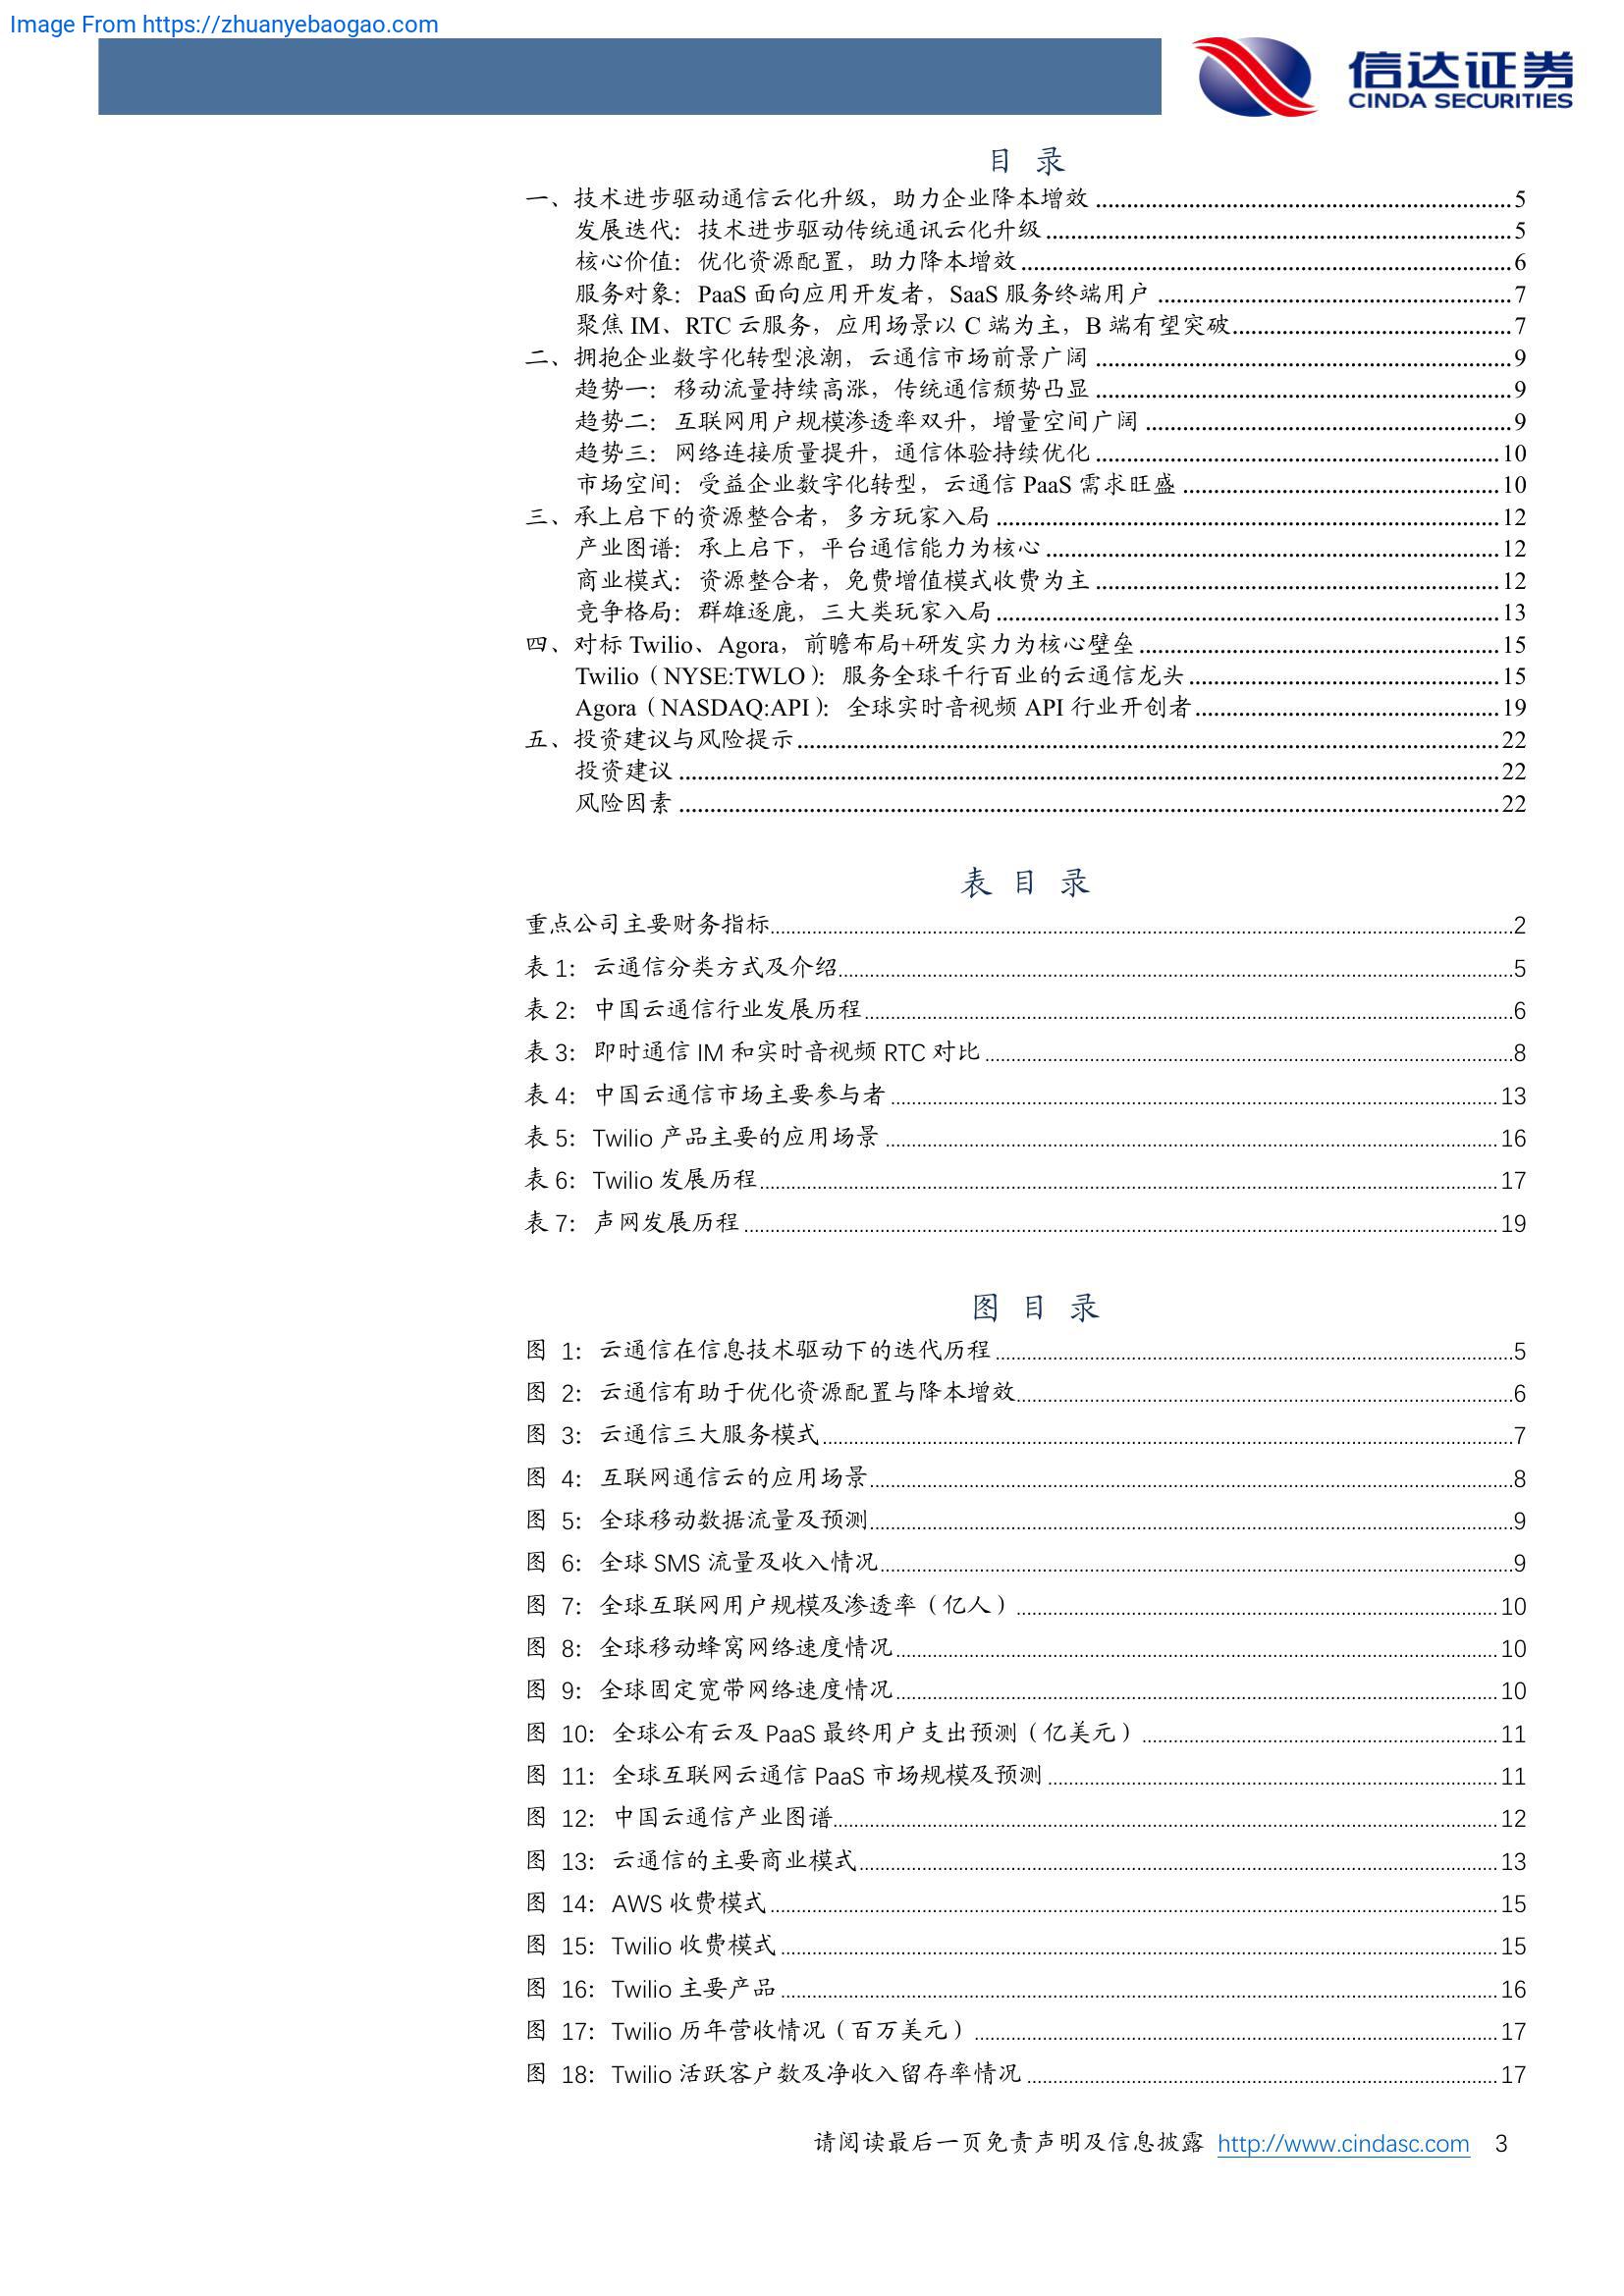 Image From https://zhuanyebaogao.com
信达证券
CINDA SECURITIES
目 录
一、技术进步驱动通信云化升级，助力企业降本增效 ........ 5
发展迭代：技术进步驱动传统通讯云化升级 ........ 5
核心价值：优化资源配置，助力降本增效 ........ 6
服务对象：PaaS 面向应用开发者，SaaS 服务终端用户 ........ 7
聚焦 IM、RTC 云服务，应用场景以 C 端为主，B 端有望突破 ........ 7
二、拥抱企业数字化转型浪潮，云通信市场前景广阔 ........ 9
趋势一：移动流量持续高涨，传统通信颓势凸显 ........ 9
趋势二：互联网用户规模渗透率双升，增量空间广阔 ........ 9
趋势三：网络连接质量提升，通信体验持续优化 ........ 10
市场空间：受益企业数字化转型，云通信 PaaS 需求旺盛 ........ 10
三、承上启下的资源整合者，多方玩家入局 ........ 12
产业图谱：承上启下，平台通信能力为核心 ........ 12
商业模式：资源整合者，免费增值模式收费为主 ........ 12
竞争格局：群雄逐鹿，三大类玩家入局 ........ 13
四、对标 Twilio、Agora，前瞻布局+研发实力为核心壁垒 ........ 15
Twilio（NYSE:TWLO）：服务全球千行百业的云通信龙头 ........ 15
Agora（NASDAQ:API）：全球实时音视频 API 行业开创者 ........ 19
五、投资建议与风险提示 ........ 22
投资建议 ........ 22
风险因素 ........ 22
表 目 录
重点公司主要财务指标 ........ 2
表 1：云通信分类方式及介绍 ........ 5
表 2：中国云通信行业发展历程 ........ 6
表 3：即时通信 IM 和实时音视频 RTC 对比 ........ 8
表 4：中国云通信市场主要参与者 ........ 13
表 5：Twilio 产品主要的应用场景 ........ 16
表 6：Twilio 发展历程 ........ 17
表 7：声网发展历程 ........ 19
图 目 录
图 1：云通信在信息技术驱动下的迭代历程 ........ 5
图 2：云通信有助于优化资源配置与降本增效 ........ 6
图 3：云通信三大服务模式 ........ 7
图 4：互联网通信云的应用场景 ........ 8
图 5：全球移动数据流量及预测 ........ 9
图 6：全球 SMS 流量及收入情况 ........ 9
图 7：全球互联网用户规模及渗透率（亿人） ........ 10
图 8：全球移动蜂窝网络速度情况 ........ 10
图 9：全球固定宽带网络速度情况 ........ 10
图 10：全球公有云及 PaaS 最终用户支出预测（亿美元） ........ 11
图 11：全球互联网云通信 PaaS 市场规模及预测 ........ 11
图 12：中国云通信产业图谱 ........ 12
图 13：云通信的主要商业模式 ........ 13
图 14：AWS 收费模式 ........ 15
图 15：Twilio 收费模式 ........ 15
图 16：Twilio 主要产品 ........ 16
图 17：Twilio 历年营收情况（百万美元） ........ 17
图 18：Twilio 活跃客户数及净收入留存率情况 ........ 17
请阅读最后一页免责声明及信息披露 http://www.cindasc.com 3